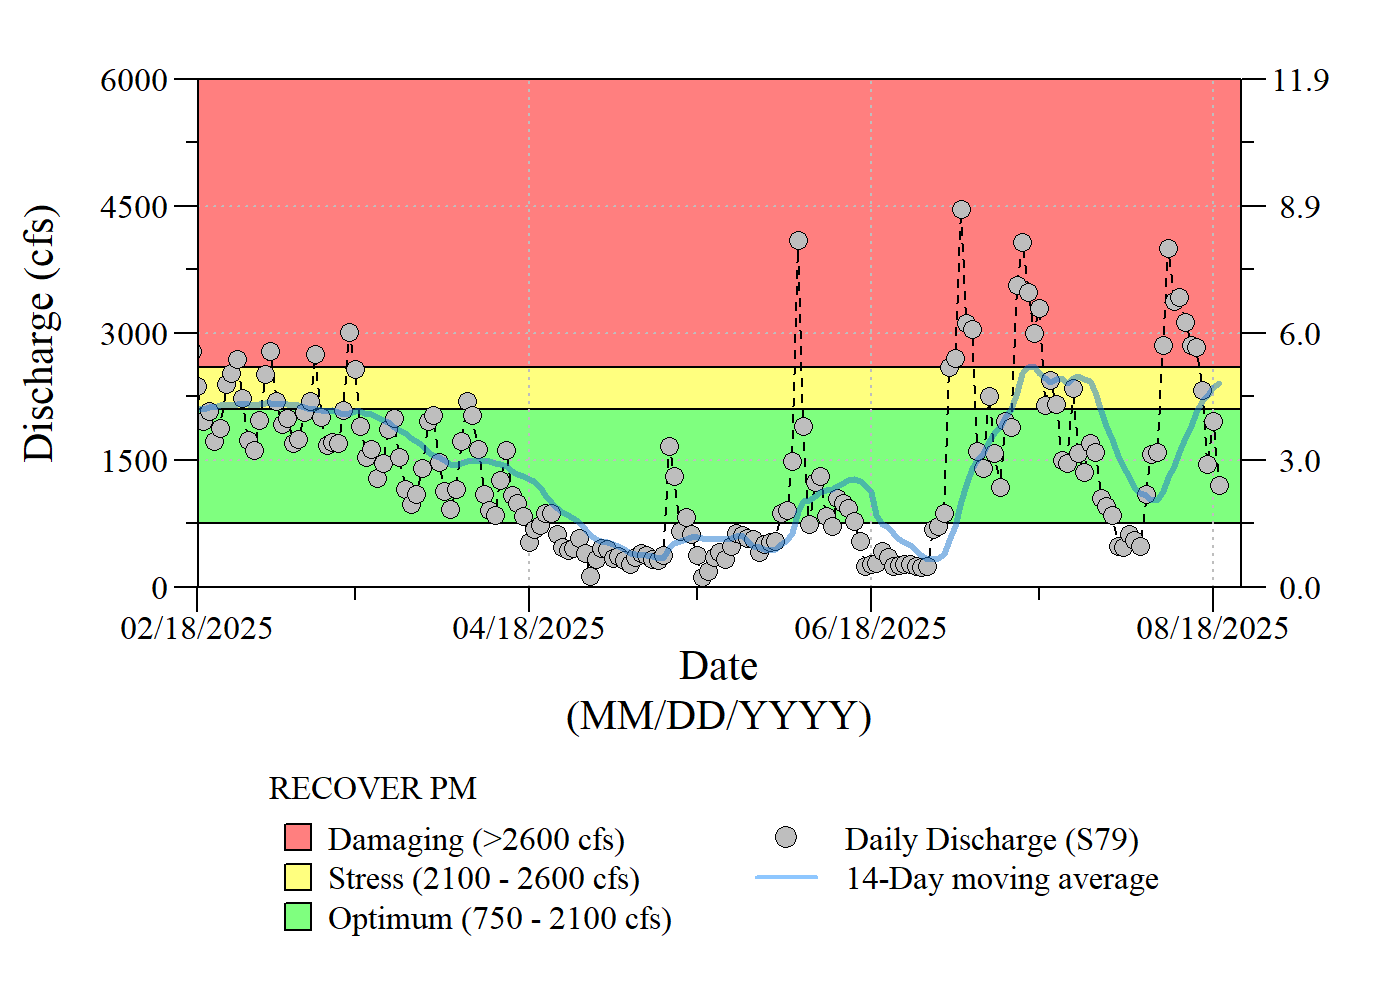 6000
4500
3000
1500
0
11.9
8.9
6.0
3.0
0.0
Discharge (cfs)
02/18/2025
04/18/2025
06/18/2025
08/18/2025
Date
(MM/DD/YYYY)
RECOVER PM
Damaging (>2600 cfs)
Stress (2100 - 2600 cfs)
Optimum (750 - 2100 cfs)
Daily Discharge (S79)
14-Day moving average